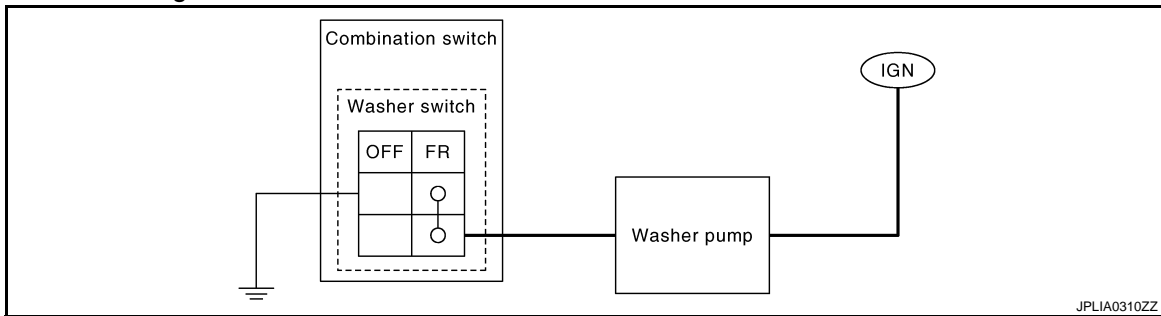 Combination switch
IGN
Washer switch
OFF FR
Washer pump
JPLIA0310ZZ